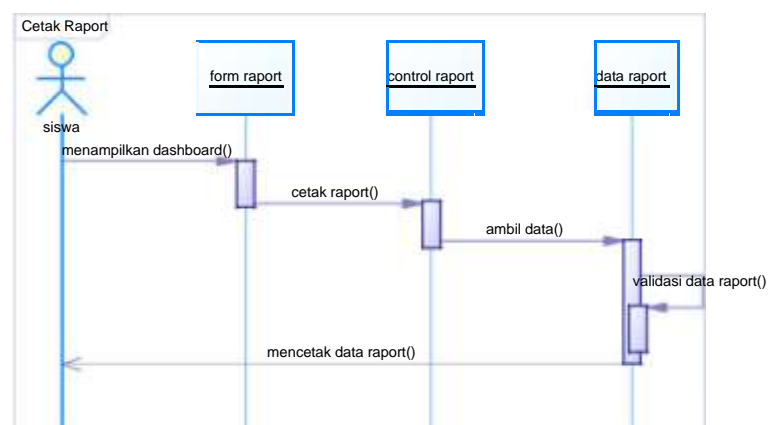 Cetak Raport
form raport
control raport
data raport
siswa
menampilkan dashboard()
cetak raport()
ambil data()
validasi data raport()
mencetak data raport()